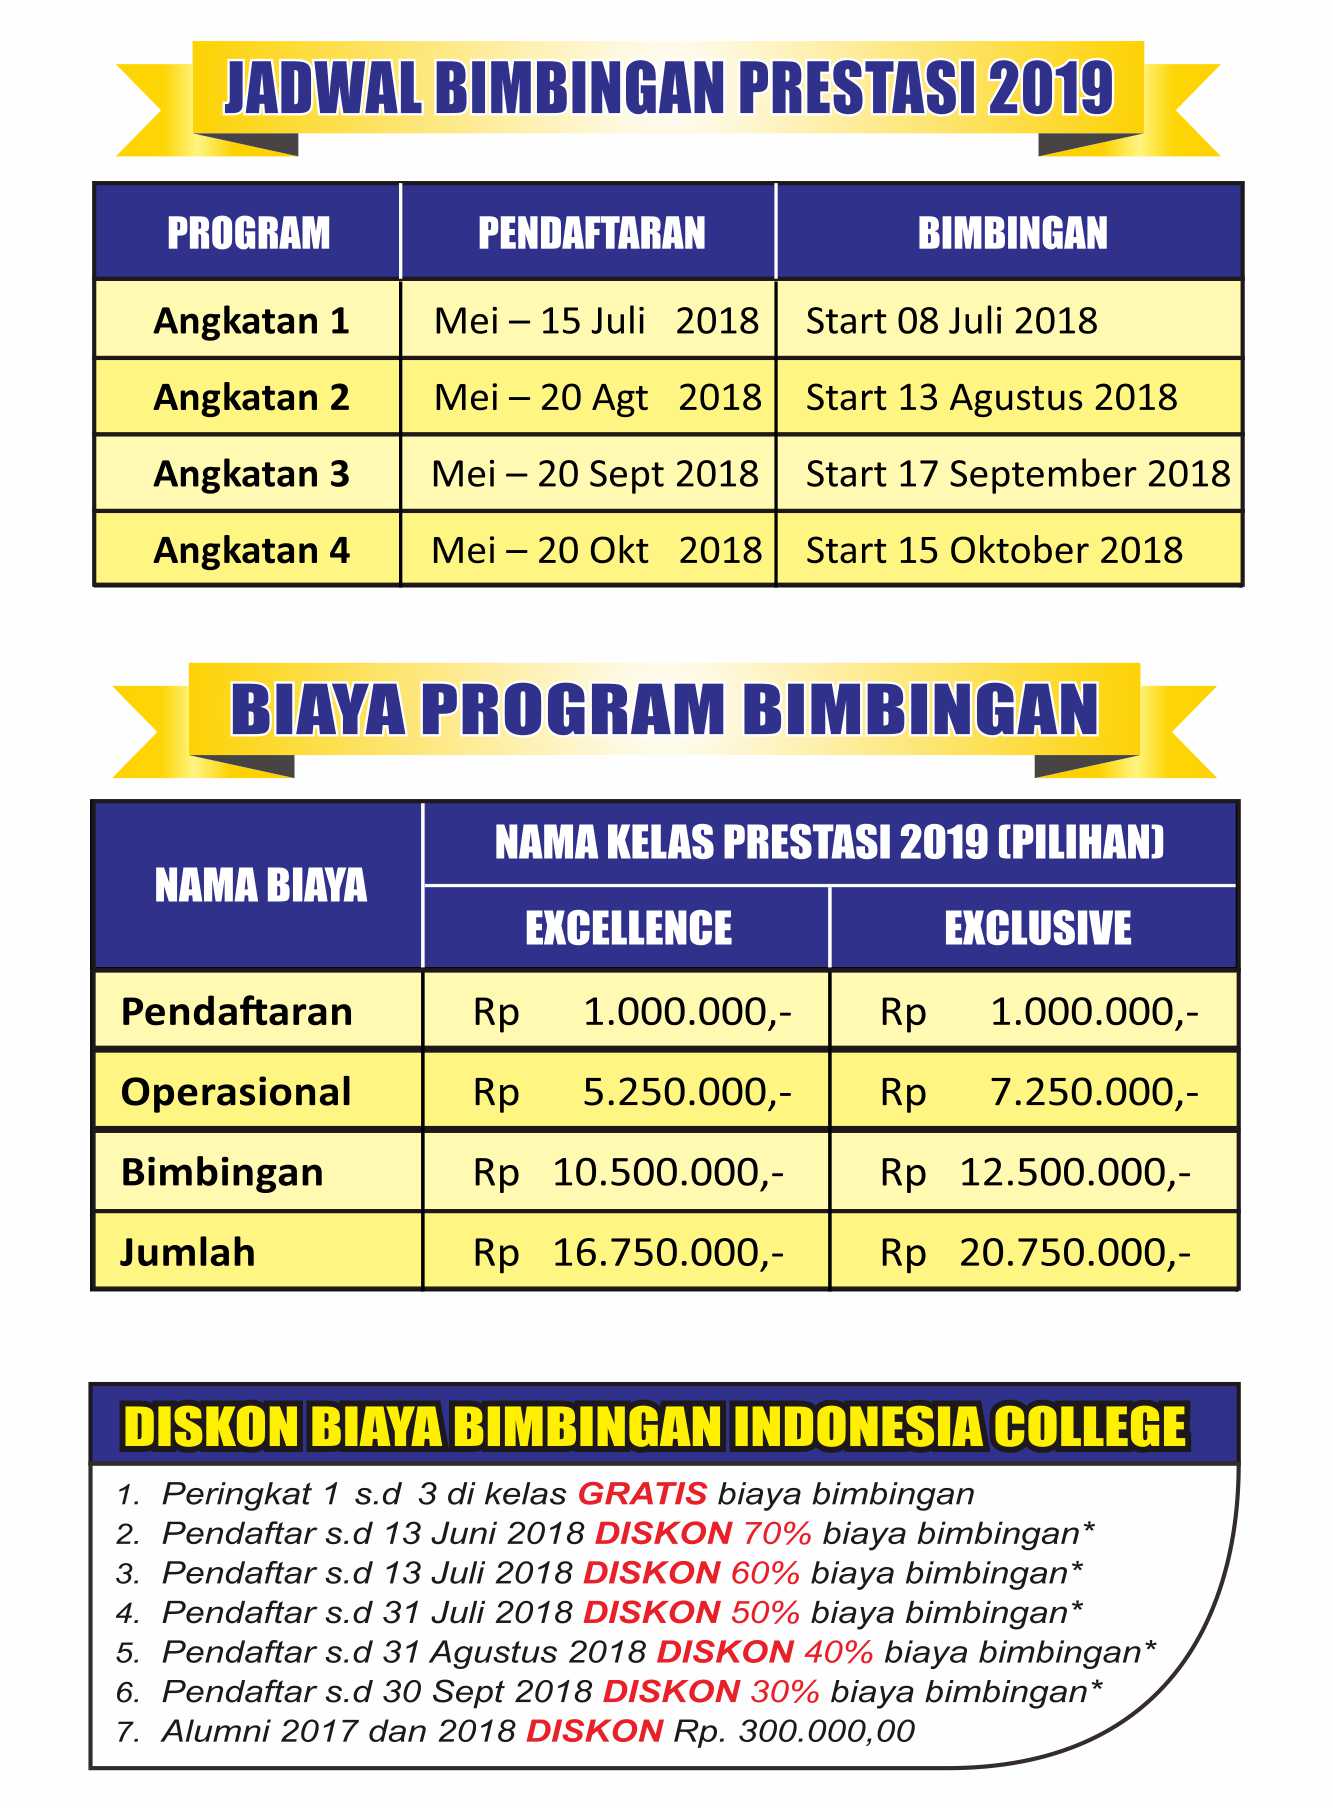 JADWAL BIMBINGAN PRESTASI 2019
PROGRAM PENDAFTARAN BIMBINGAN
Angkatan 1 Mei – 15 Juli 2018 Start 08 Juli 2018
Angkatan 2 Mei – 20 Agt 2018 Start 13 Agustus 2018
Angkatan 3 Mei – 20 Sept 2018 Start 17 September 2018
Angkatan 4 Mei – 20 Okt 2018 Start 15 Oktober 2018
BIAYA PROGRAM BIMBINGAN
NAMA BIAYA NAMA KELAS PRESTASI 2019 (PILIHAN)
EXCELLENCE EXCLUSIVE
Pendaftaran Rp 1.000.000,- Rp 1.000.000,-
Operasional Rp 5.250.000,- Rp 7.250.000,-
Bimbingan Rp 10.500.000,- Rp 12.500.000,-
Jumlah Rp 16.750.000,- Rp 20.750.000,-
DISKON BIAYA BIMBINGAN INDONESIA COLLEGE
1. Peringkat 1 s.d 3 di kelas GRATIS biaya bimbingan
2. Pendaftar s.d 13 Juni 2018 DISKON 70% biaya bimbingan*
3. Pendaftar s.d 13 Juli 2018 DISKON 60% biaya bimbingan*
4. Pendaftar s.d 31 Juli 2018 DISKON 50% biaya bimbingan*
5. Pendaftar s.d 31 Agustus 2018 DISKON 40% biaya bimbingan*
6. Pendaftar s.d 30 Sept 2018 DISKON 30% biaya bimbingan*
7. Alumni 2017 dan 2018 DISKON Rp. 300.000,00